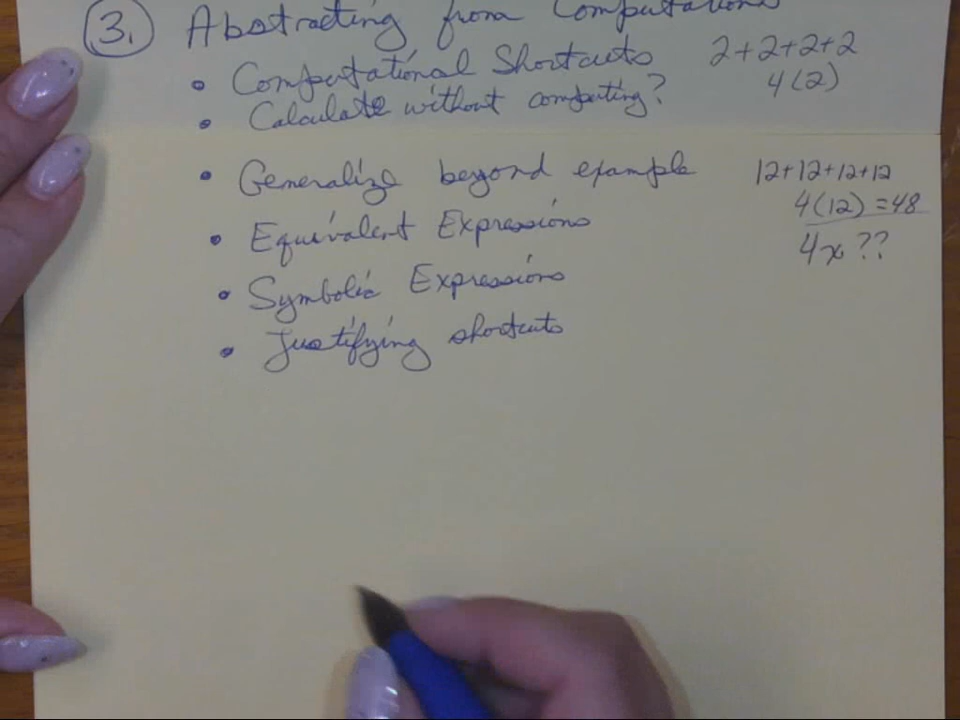 3. Abstracting from Computations
• Computational Shortcuts 2+2+2+2
4(2)
• Calculate without computing?
• Generalize beyond example 12+12+12+12
4(12) = 48
• Equivalent Expressions 4x ??
• Symbolic Expressions
• Justifying shortcuts